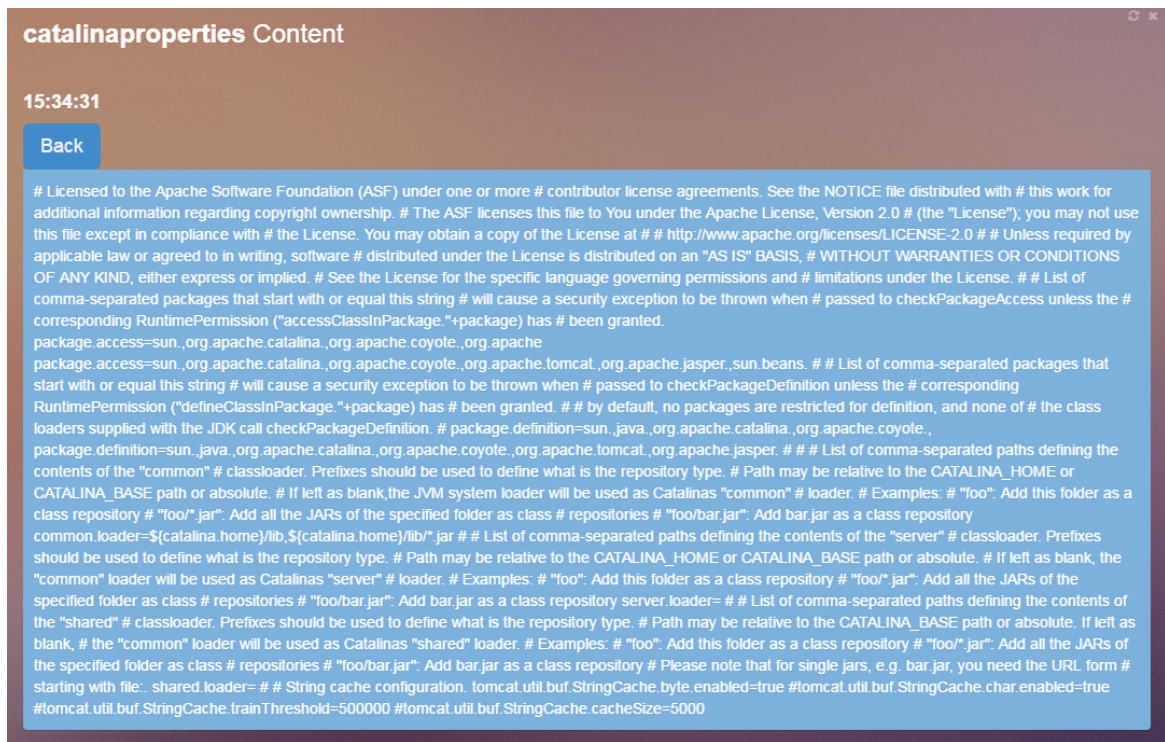 catalinaproperties Content
15:34:31
Back
# Licensed to the Apache Software Foundation (ASF) under one or more # contributor license agreements. See the NOTICE file distributed with # this work for
additional information regarding copyright ownership. # The ASF licenses this file to You under the Apache License, Version 2.0 # (the "License"); you may not use
this file except in compliance with # the License. You may obtain a copy of the License at # # http://www.apache.org/licenses/LICENSE-2.0 # # Unless required by
applicable law or agreed to in writing, software # distributed under the License is distributed on an "AS IS" BASIS, # WITHOUT WARRANTIES OR CONDITIONS
OF ANY KIND, either express or implied. # See the License for the specific language governing permissions and # limitations under the License. # # List of
comma-separated packages that start with or equal this string # will cause a security exception to be thrown when # passed to checkPackageAccess unless the #
corresponding RuntimePermission ("accessClassInPackage."+package) has # been granted.
package.access=sun.,org.apache.catalina.,org.apache.coyote.,org.apache
package.access=sun.,org.apache.catalina.,org.apache.coyote.,org.apache.tomcat.,org.apache.jasper.,sun.beans. # # List of comma-separated packages that
start with or equal this string # will cause a security exception to be thrown when # passed to checkPackageDefinition unless the # corresponding
RuntimePermission ("defineClassInPackage."+package) has # been granted. # # by default, no packages are restricted for definition, and none of # the class
loaders supplied with the JDK call checkPackageDefinition. # package.definition=sun.,java.,org.apache.catalina.,org.apache.coyote.,
package.definition=sun.,java.,org.apache.catalina.,org.apache.coyote.,org.apache.tomcat.,org.apache.jasper. # # # List of comma-separated paths defining the
contents of the "common" # classloader. Prefixes should be used to define what is the repository type. # Path may be relative to the CATALINA_HOME or
CATALINA_BASE path or absolute. # If left as blank,the JVM system loader will be used as Catalinas "common" # loader. # Examples: # "foo": Add this folder as a
class repository # "foo/*.jar": Add all the JARs of the specified folder as class # repositories # "foo/bar.jar": Add bar.jar as a class repository
common.loader=${catalina.home}/lib,${catalina.home}/lib/*.jar # # List of comma-separated paths defining the contents of the "server" # classloader. Prefixes
should be used to define what is the repository type. # Path may be relative to the CATALINA_HOME or CATALINA_BASE path or absolute. # If left as blank, the
"common" loader will be used as Catalinas "server" # loader. # Examples: # "foo": Add this folder as a class repository # "foo/*.jar": Add all the JARs of the
specified folder as class # repositories # "foo/bar.jar": Add bar.jar as a class repository server.loader= # # List of comma-separated paths defining the contents of
the "shared" # classloader. Prefixes should be used to define what is the repository type. # Path may be relative to the CATALINA_BASE path or absolute. If left as
blank, # the "common" loader will be used as Catalinas "shared" loader. # Examples: # "foo": Add this folder as a class repository # "foo/*.jar": Add all the JARs of
the specified folder as class # repositories # "foo/bar.jar": Add bar.jar as a class repository # Please note that for single jars, e.g. bar.jar, you need the URL form #
starting with file:. shared.loader= # # String cache configuration. tomcat.util.buf.StringCache.byte.enabled=true #tomcat.util.buf.StringCache.char.enabled=true
#tomcat.util.buf.StringCache.trainThreshold=500000 #tomcat.util.buf.StringCache.cacheSize=5000